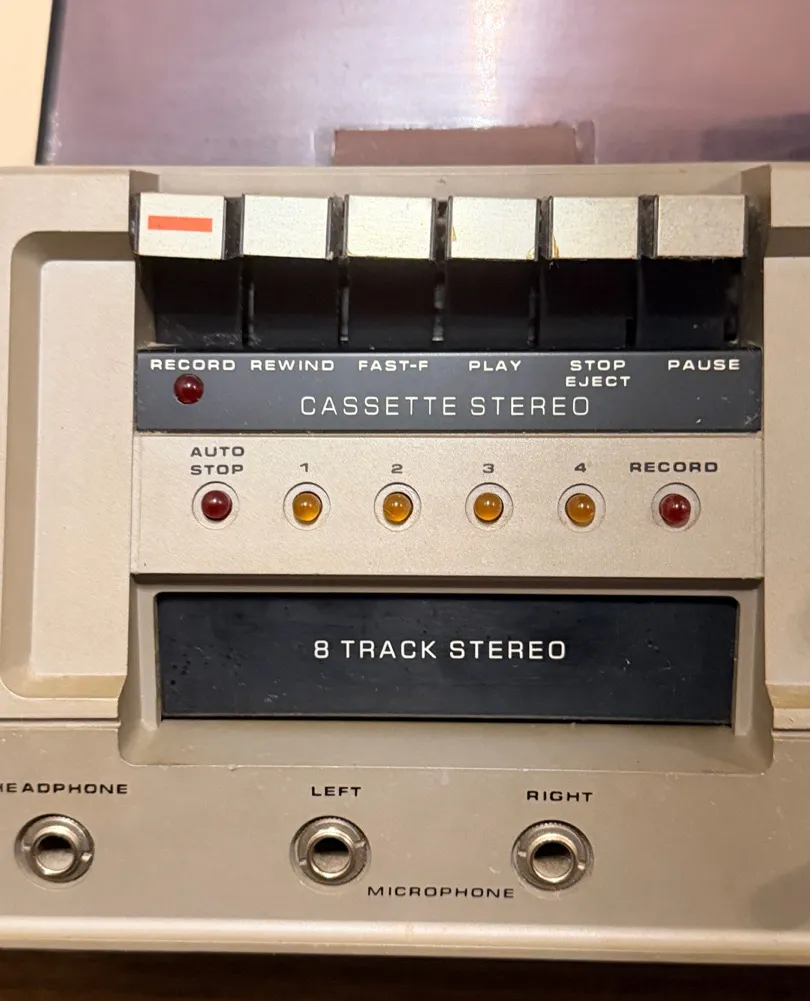 RECORD REWIND FAST-F PLAY STOP EJECT PAUSE
CASSETTE STEREO
AUTO STOP 1 2 3 4 RECORD
8 TRACK STEREO
HEADPHONE LEFT RIGHT
MICROPHONE